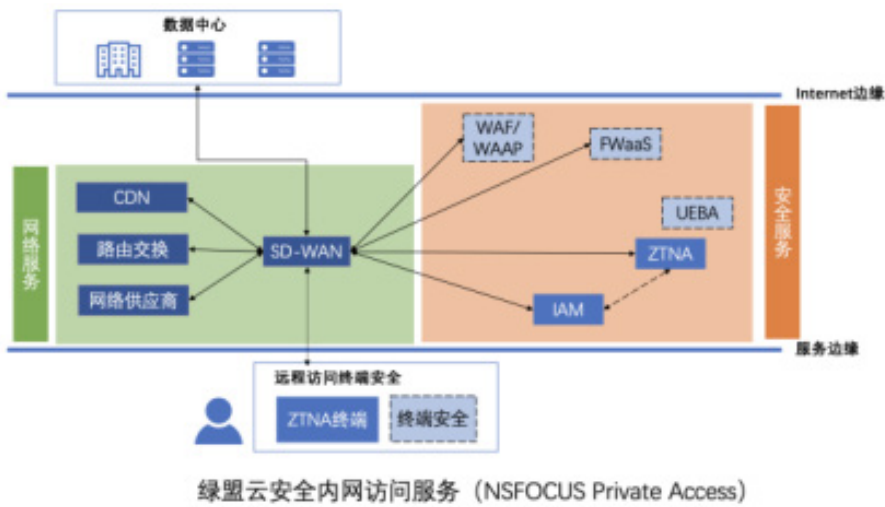 数据中心
Internet边缘
WAF/
WAAP
FWaaS
UEBA
网络服务
CDN
路由交换
网络供应商
SD-WAN
ZTNA
IAM
安全服务
服务边缘
远程访问终端安全
ZTNA终端
终端安全
绿盟云安全内网访问服务（NSFOCUS Private Access）